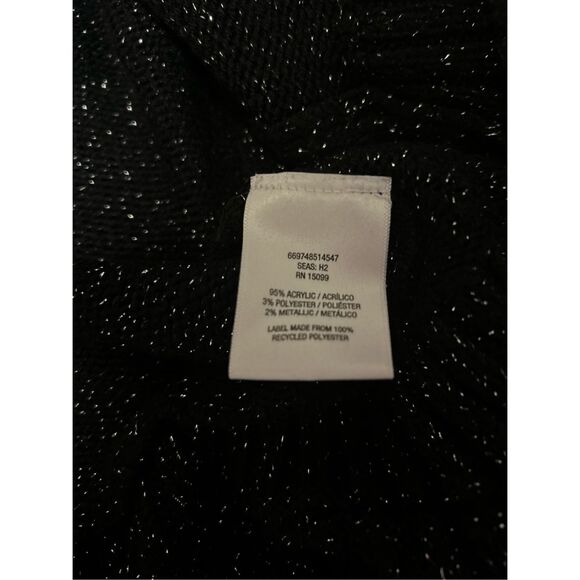 669748514547
SEAS: H2
RN 15099
95% ACRYLIC / ACRÍLICO
3% POLYESTER / POLIÉSTER
2% METALLIC / METÁLICO
LABEL MADE FROM 100%
RECYCLED POLYESTER